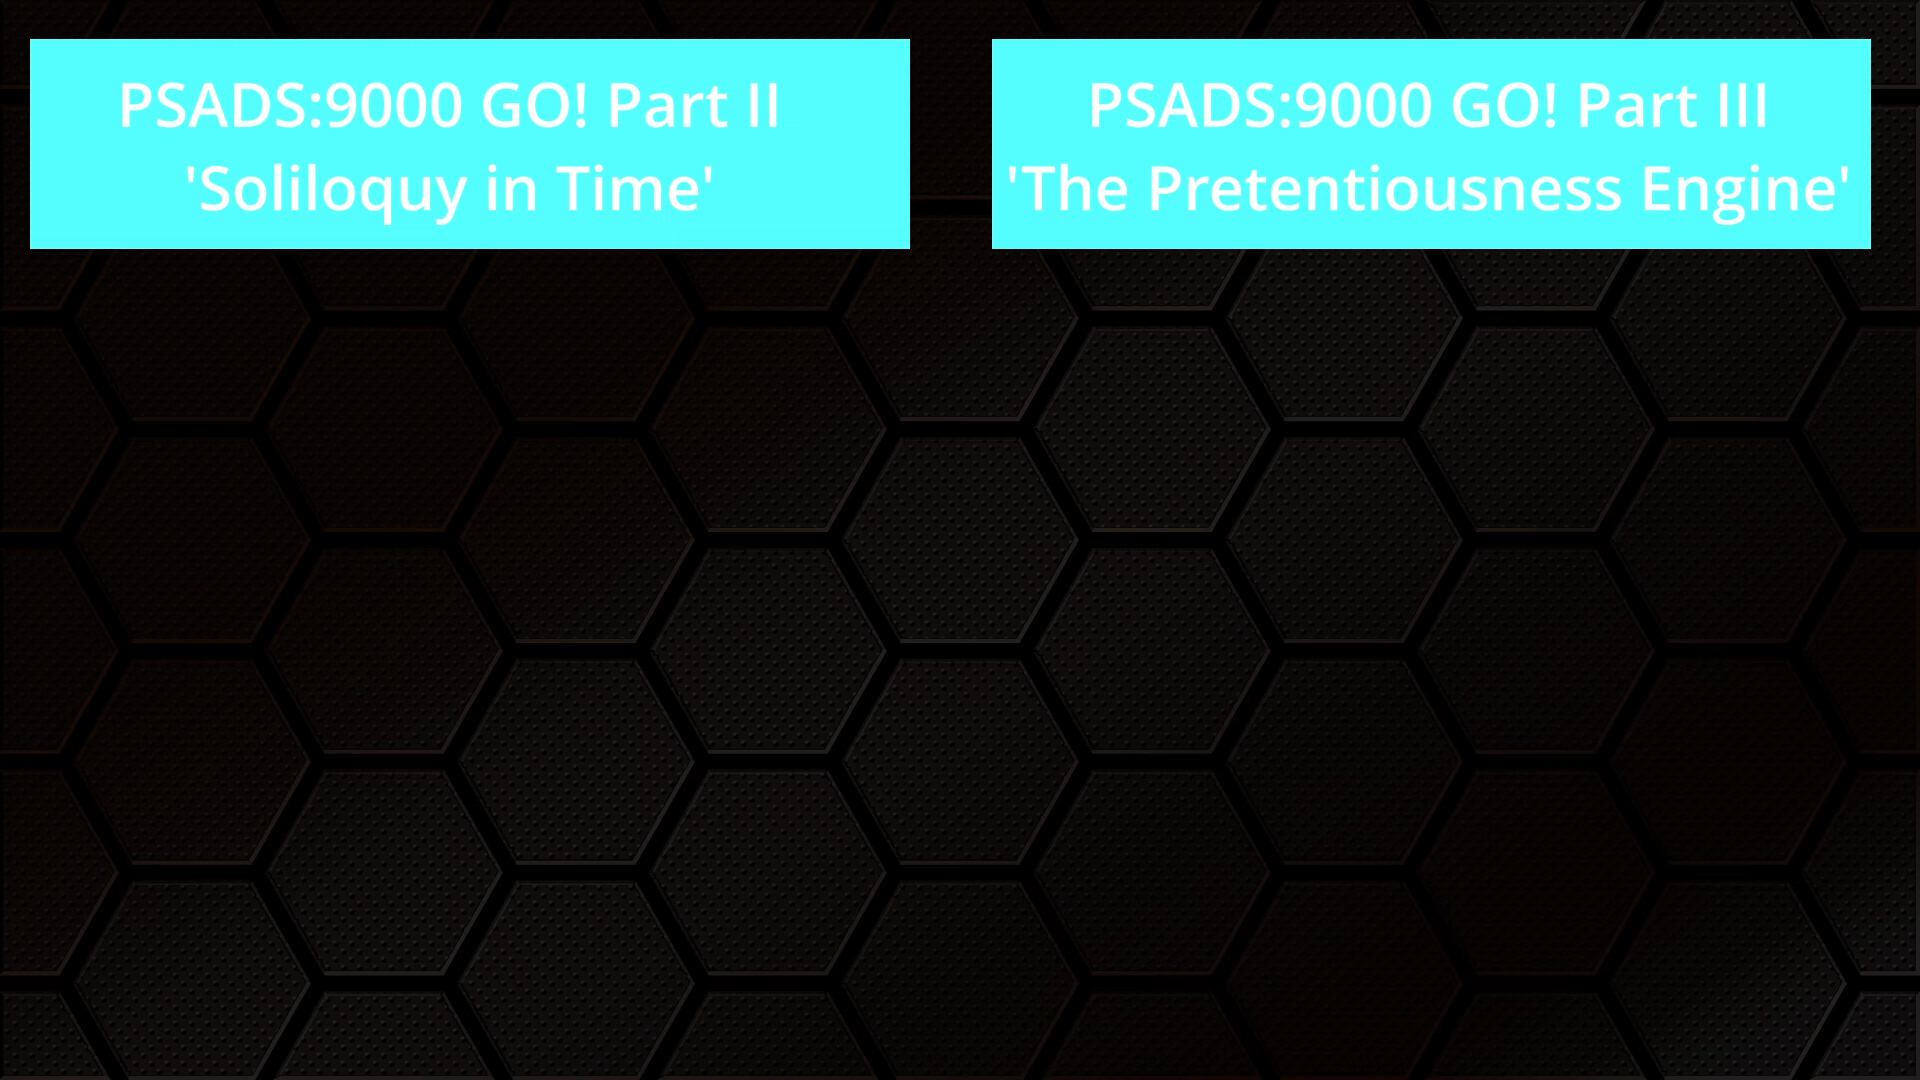 PSADS:9000 GO! Part II
'Soliloquy in Time'
PSADS:9000 GO! Part III
'The Pretentiousness Engine'